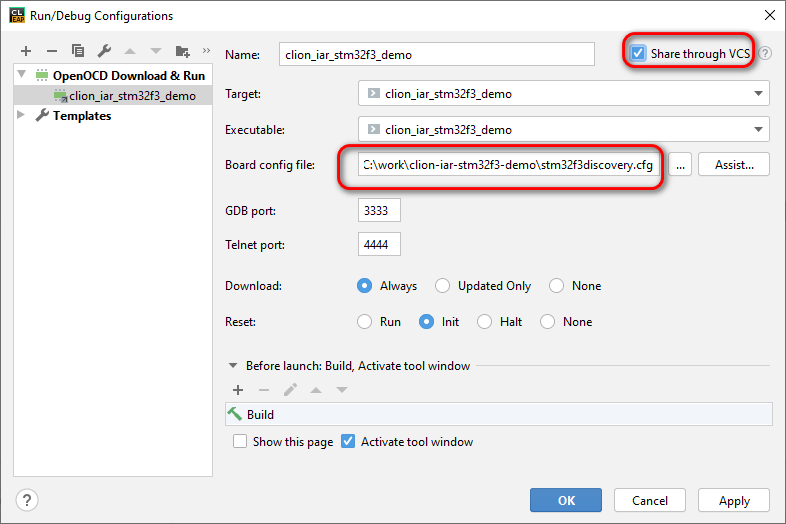 CL
EAP
Run/Debug Configurations
Name: clion_iar_stm32f3_demo
Share through VCS ?
OpenOCD Download & Run
clion_iar_stm32f3_demo
Templates
Target: clion_iar_stm32f3_demo
Executable: clion_iar_stm32f3_demo
Board config file: C:\work\clion-iar-stm32f3-demo\stm32f3discovery.cfg ... Assist...
GDB port: 3333
Telnet port: 4444
Download: Always Updated Only None
Reset: Run Init Halt None
Before launch: Build, Activate tool window
Build
Show this page Activate tool window
? OK Cancel Apply